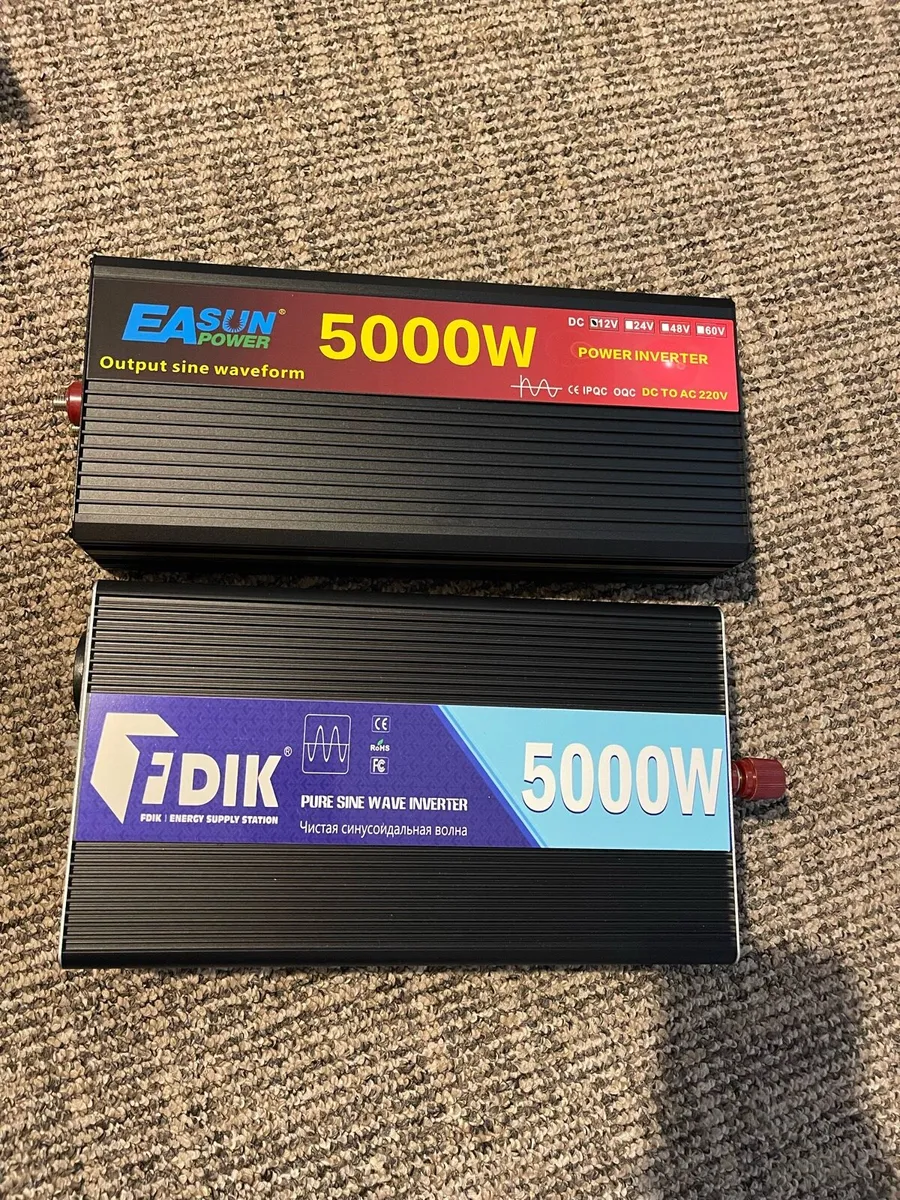 EASUN®
POWER
Output sine waveform
5000W
DC 12V 24V 48V 60V
POWER INVERTER
CE IPQC OQC DC TO AC 220V
FDIK®
FDIK | ENERGY SUPPLY STATION
CE
RoHS
FC
PURE SINE WAVE INVERTER
Чистая синусоидальная волна
5000W